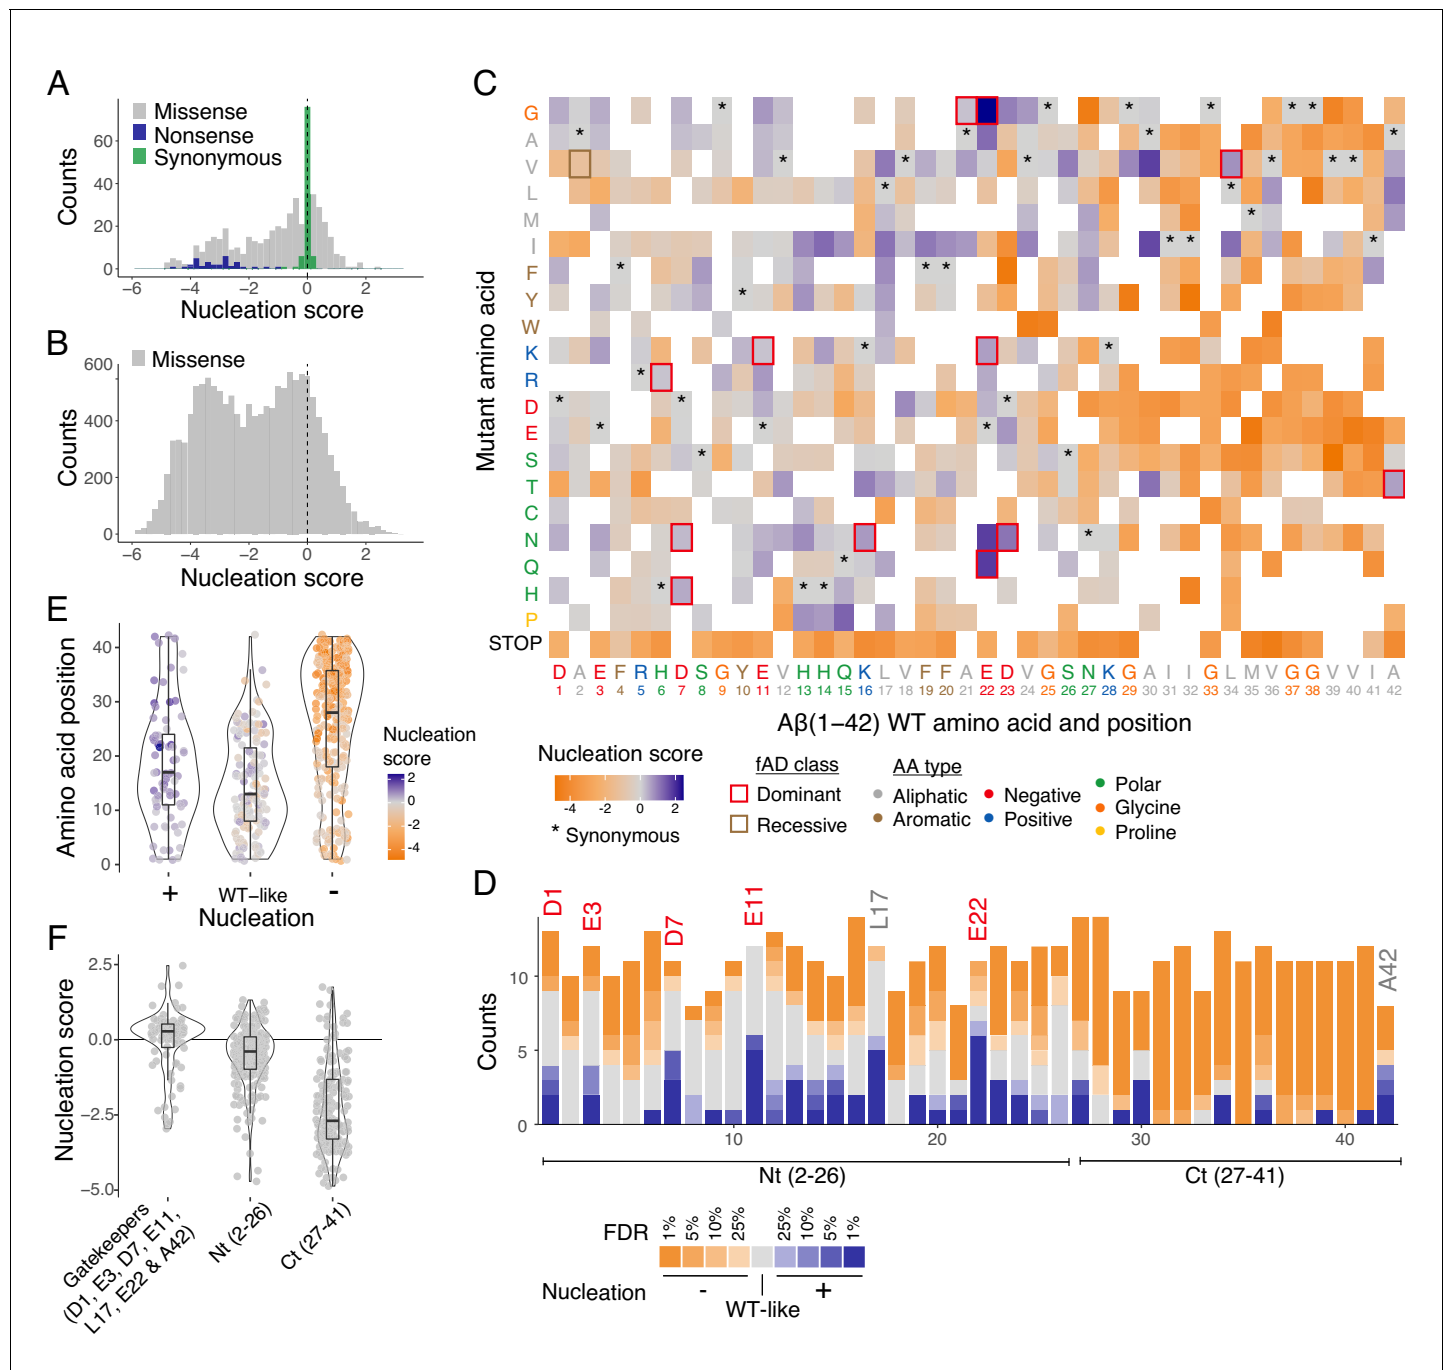 A
Missense
Nonsense
Synonymous
Counts
60
40
20
0
−6 −4 −2 0 2
Nucleation score
B
Missense
Counts
600
400
200
0
−6 −4 −2 0 2
Nucleation score
C
Mutant amino acid
G
A
V
L
M
I
F
Y
W
K
R
D
E
S
T
C
N
Q
H
P
STOP
D A E F R H D S G Y E V H H Q K L V F F A E D V G S N K G A I I G L M V G G V V I A
1 2 3 4 5 6 7 8 9 10 11 12 13 14 15 16 17 18 19 20 21 22 23 24 25 26 27 28 29 30 31 32 33 34 35 36 37 38 39 40 41 42
Aβ(1−42) WT amino acid and position
Nucleation score
-4 -2 0 2
* Synonymous
fAD class
Dominant
Recessive
AA type
Aliphatic
Aromatic
Negative
Positive
Polar
Glycine
Proline
E
Amino acid position
40
30
20
10
0
+ WT−like -
Nucleation
Nucleation
score
2
0
-2
-4
D
D1 E3 D7 E11 L17 E22 A42
Counts
10
5
0
10 20 30 40
Nt (2-26) Ct (27-41)
FDR 1% 5% 10% 25% 25% 10% 5% 1%
Nucleation - WT-like +
F
Nucleation score
2.5
0.0
−2.5
−5.0
Gatekeepers
(D1, E3, D7, E11,
L17, E22 & A42)
Nt (2-26)
Ct (27-41)